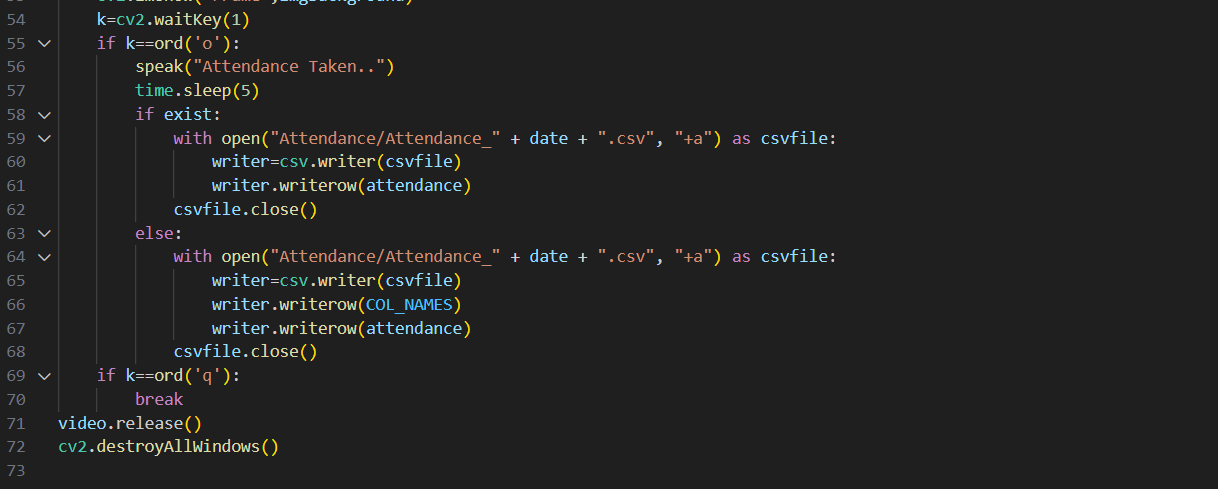 54 k=cv2.waitKey(1)
55 if k==ord('o'):
56 speak("Attendance Taken..")
57 time.sleep(5)
58 if exist:
59 with open("Attendance/Attendance_" + date + ".csv", "+a") as csvfile:
60 writer=csv.writer(csvfile)
61 writer.writerow(attendance)
62 csvfile.close()
63 else:
64 with open("Attendance/Attendance_" + date + ".csv", "+a") as csvfile:
65 writer=csv.writer(csvfile)
66 writer.writerow(COL_NAMES)
67 writer.writerow(attendance)
68 csvfile.close()
69 if k==ord('q'):
70 break
71 video.release()
72 cv2.destroyAllWindows()
73